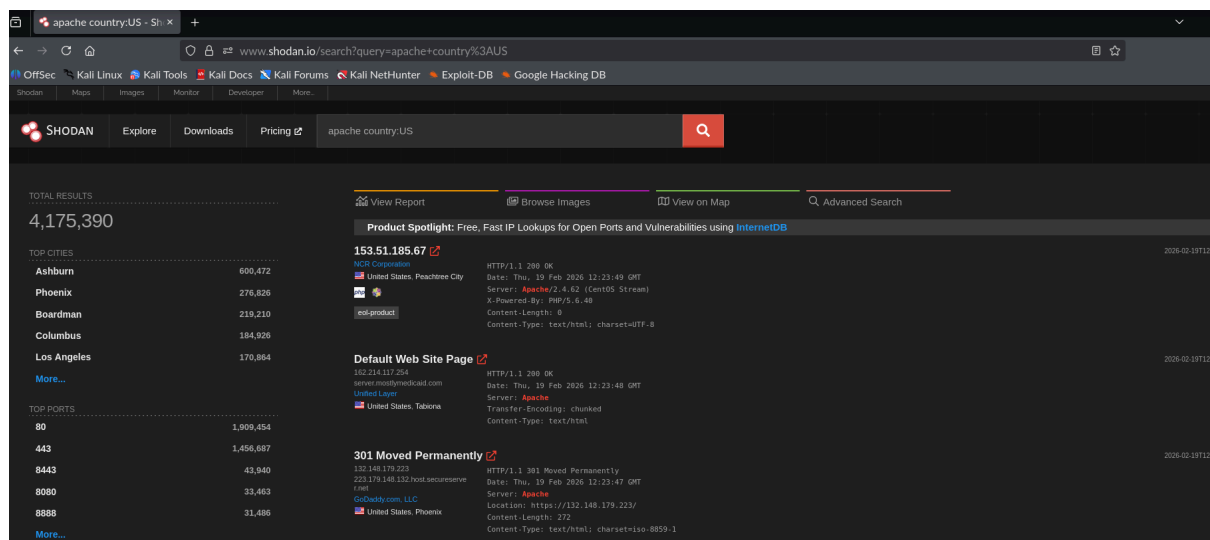 apache country:US - Sh
www.shodan.io/search?query=apache+country%3AUS
OffSec Kali Linux Kali Tools Kali Docs Kali Forums Kali NetHunter Exploit-DB Google Hacking DB
Shodan Maps Images Monitor Developer More...
SHODAN Explore Downloads Pricing apache country:US
TOTAL RESULTS
4,175,390
TOP CITIES
Ashburn 600,472
Phoenix 276,826
Boardman 219,210
Columbus 184,926
Los Angeles 170,864
More...
TOP PORTS
80 1,909,454
443 1,456,687
8443 43,940
8080 33,463
8888 31,486
More...
View Report Browse Images View on Map Advanced Search
Product Spotlight: Free, Fast IP Lookups for Open Ports and Vulnerabilities using InternetDB
153.51.185.67
2026-02-19T12
NCR Corporation
United States, Peachtree City
php
eol-product
HTTP/1.1 200 OK
Date: Thu, 19 Feb 2026 12:23:49 GMT
Server: Apache/2.4.62 (CentOS Stream)
X-Powered-By: PHP/5.6.40
Content-Length: 0
Content-Type: text/html; charset=UTF-8
Default Web Site Page
2026-02-19T12
162.214.117.254
server.mostlymedicaid.com
Unified Layer
United States, Tabiona
HTTP/1.1 200 OK
Date: Thu, 19 Feb 2026 12:23:48 GMT
Server: Apache
Transfer-Encoding: chunked
Content-Type: text/html
301 Moved Permanently
2026-02-19T12
132.148.179.223
223.179.148.132.host.secureserve
r.net
GoDaddy.com, LLC
United States, Phoenix
HTTP/1.1 301 Moved Permanently
Date: Thu, 19 Feb 2026 12:23:47 GMT
Server: Apache
Location: https://132.148.179.223/
Content-Length: 272
Content-Type: text/html; charset=iso-8859-1